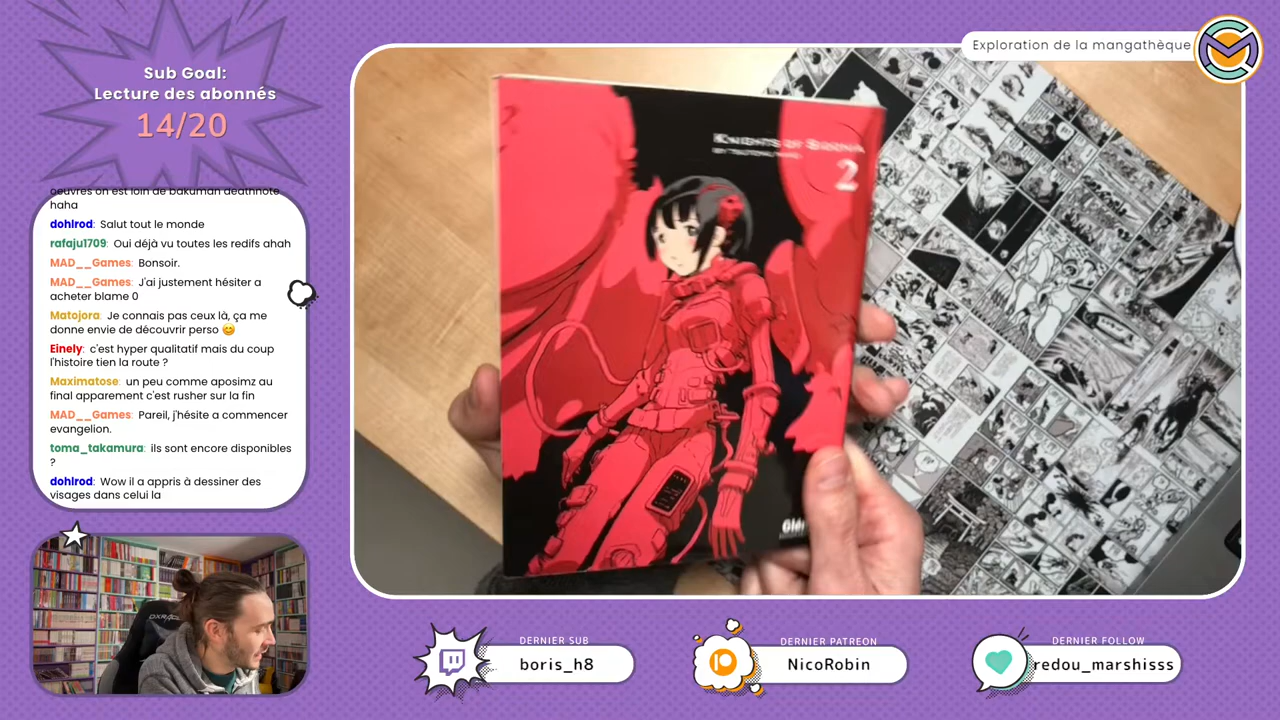 Sub Goal:
Lecture des abonnés
14/20
oeuvres on est loin de bakuman deathnote
haha
dohlrod: Salut tout le monde
rafaju1709: Oui déjà vu toutes les redifs ahah
MAD__Games: Bonsoir.
MAD__Games: J'ai justement hésiter a
acheter blame 0
Matojora: Je connais pas ceux là, ça me
donne envie de découvrir perso 😊
Einely: c'est hyper qualitatif mais du coup
l'histoire tien la route ?
Maximatose: un peu comme aposimz au
final apparement c'est rusher sur la fin
MAD__Games: Pareil, j'hésite a commencer
evangelion.
toma_takamura: ils sont encore disponibles
?
dohlrod: Wow il a appris à dessiner des
visages dans celui la
Exploration de la mangathèque
Knights of Sidonia
2
DXRACER
DERNIER SUB
boris_h8
DERNIER PATREON
NicoRobin
DERNIER FOLLOW
redou_marshisss